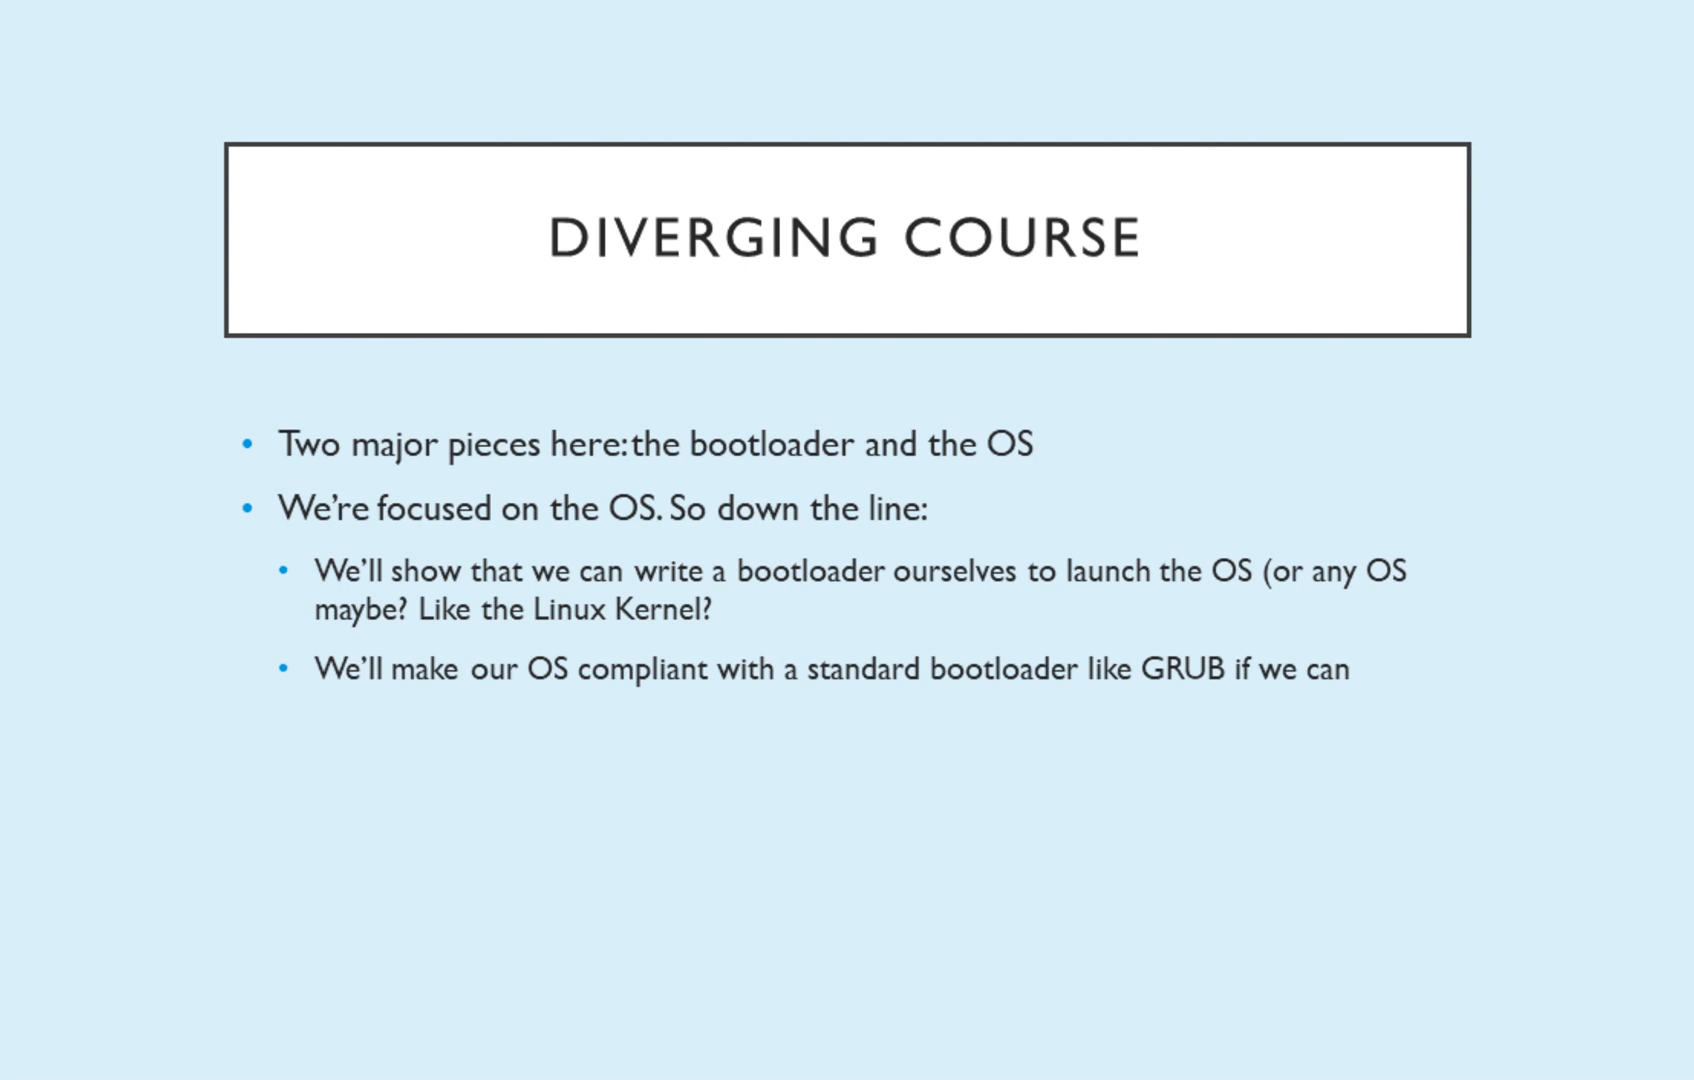 DIVERGING COURSE
• Two major pieces here: the bootloader and the OS
• We’re focused on the OS. So down the line:
• We’ll show that we can write a bootloader ourselves to launch the OS (or any OS
maybe? Like the Linux Kernel?
• We’ll make our OS compliant with a standard bootloader like GRUB if we can